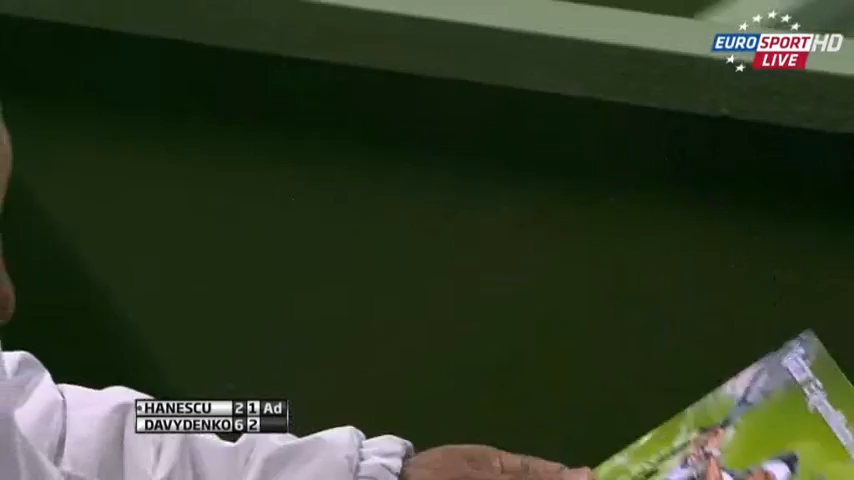 EUROSPORT HD
LIVE
HANESCU 2 1 Ad
DAVYDENKO 6 2